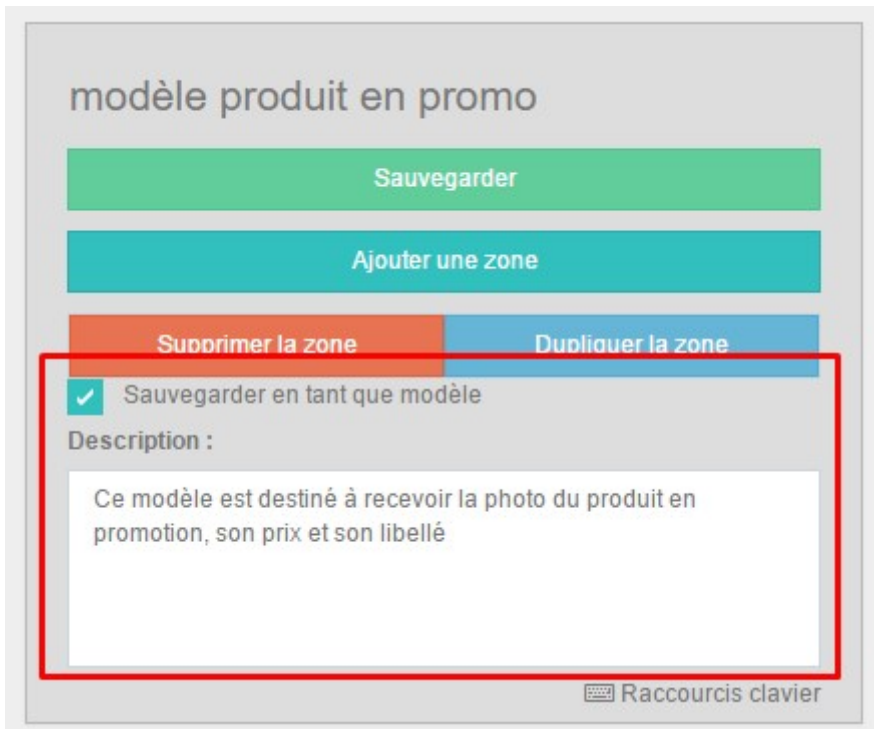 modèle produit en promo
Sauvegarder
Ajouter une zone
Supprimer la zone
Dupliquer la zone
Sauvegarder en tant que modèle
Description :
Ce modèle est destiné à recevoir la photo du produit en
promotion, son prix et son libellé
Raccourcis clavier